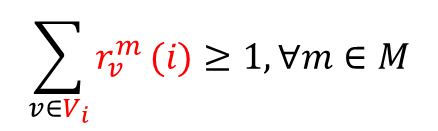 ∑_{v∈V_i} r_v^m (i) ≥ 1, ∀m ∈ M